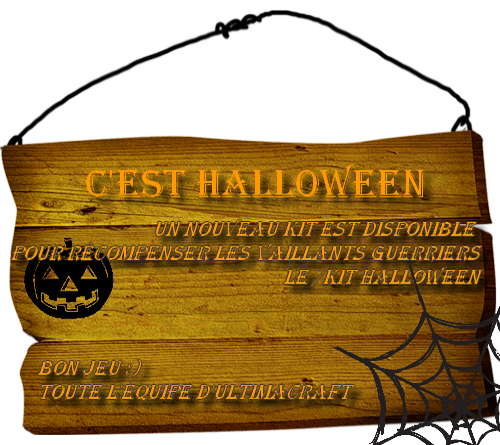 C'EST HALLOWEEN
UN NOUVEAU KIT EST DISPONIBLE
POUR RECOMPENSER LES VAILLANTS GUERRIERS
LE /KIT HALLOWEEN
BON JEU :)
TOUTE L'EQUIPE D'ULTIMACRAFT